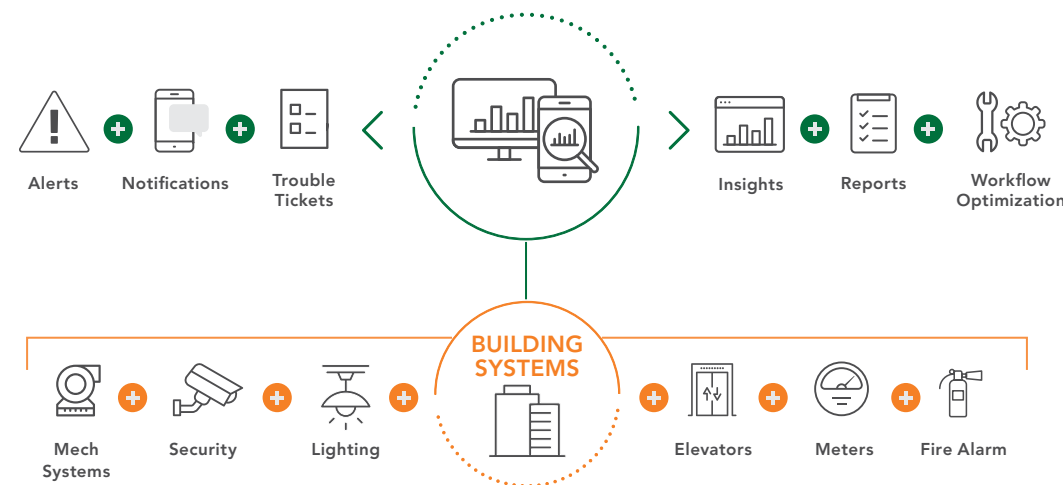 Alerts
Notifications
Trouble
Tickets
Insights
Reports
Workflow
Optimization
BUILDING
SYSTEMS
Mech
Systems
Security
Lighting
Elevators
Meters
Fire Alarm